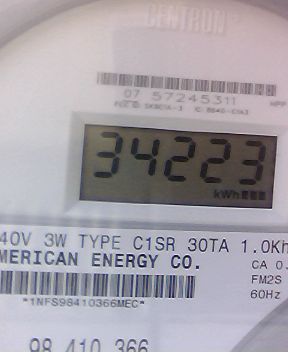 CENTRON
07 57245311
34223
kWh
40V 3W TYPE C1SR 30TA 1.0Kh
MERICAN ENERGY CO.
CA 0.
FM2S
60Hz
*1NFS98410366MEC*
98 410 366